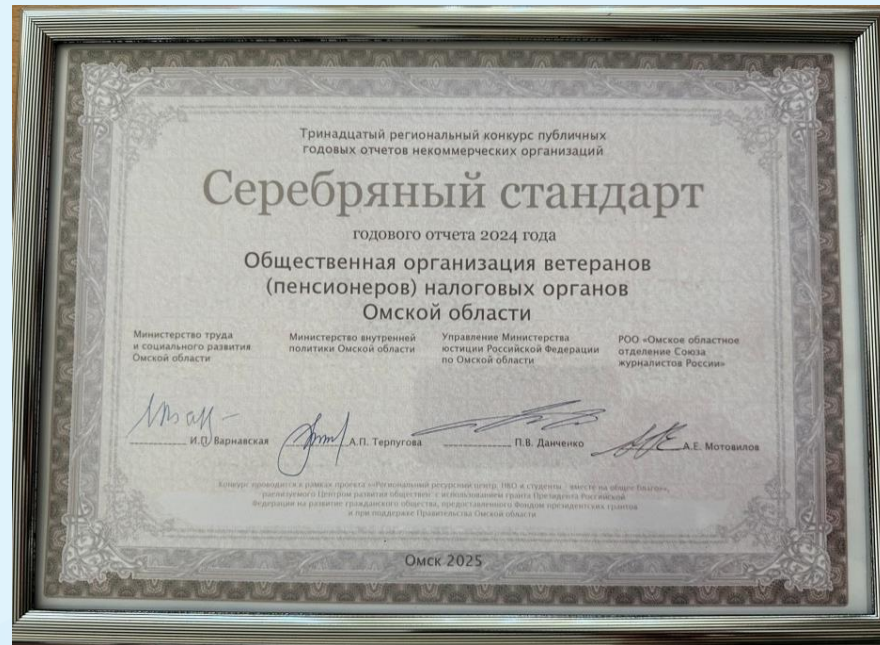 Тринадцатый региональный конкурс публичных
годовых отчетов некоммерческих организаций
Серебряный стандарт
годового отчета 2024 года
Общественная организация ветеранов
(пенсионеров) налоговых органов
Омской области
Министерство труда
и социального развития
Омской области
Министерство внутренней
политики Омской области
Управление Министерства
юстиции Российской Федерации
по Омской области
РОО «Омское областное
отделение Союза
журналистов России»
И.П. Варнавская
А.П. Терпугова
П.В. Данченко
А.Е. Мотовилов
Конкурс проводится в рамках проекта «Региональный ресурсный центр. НКО и студенты - вместе на общее благо»,
реализуемого Центром развития обществен с использованием гранта Президента Российской
Федерации на развитие гражданского общества, предоставленного Фондом президентских грантов
и при поддержке Правительства Омской области
Омск 2025